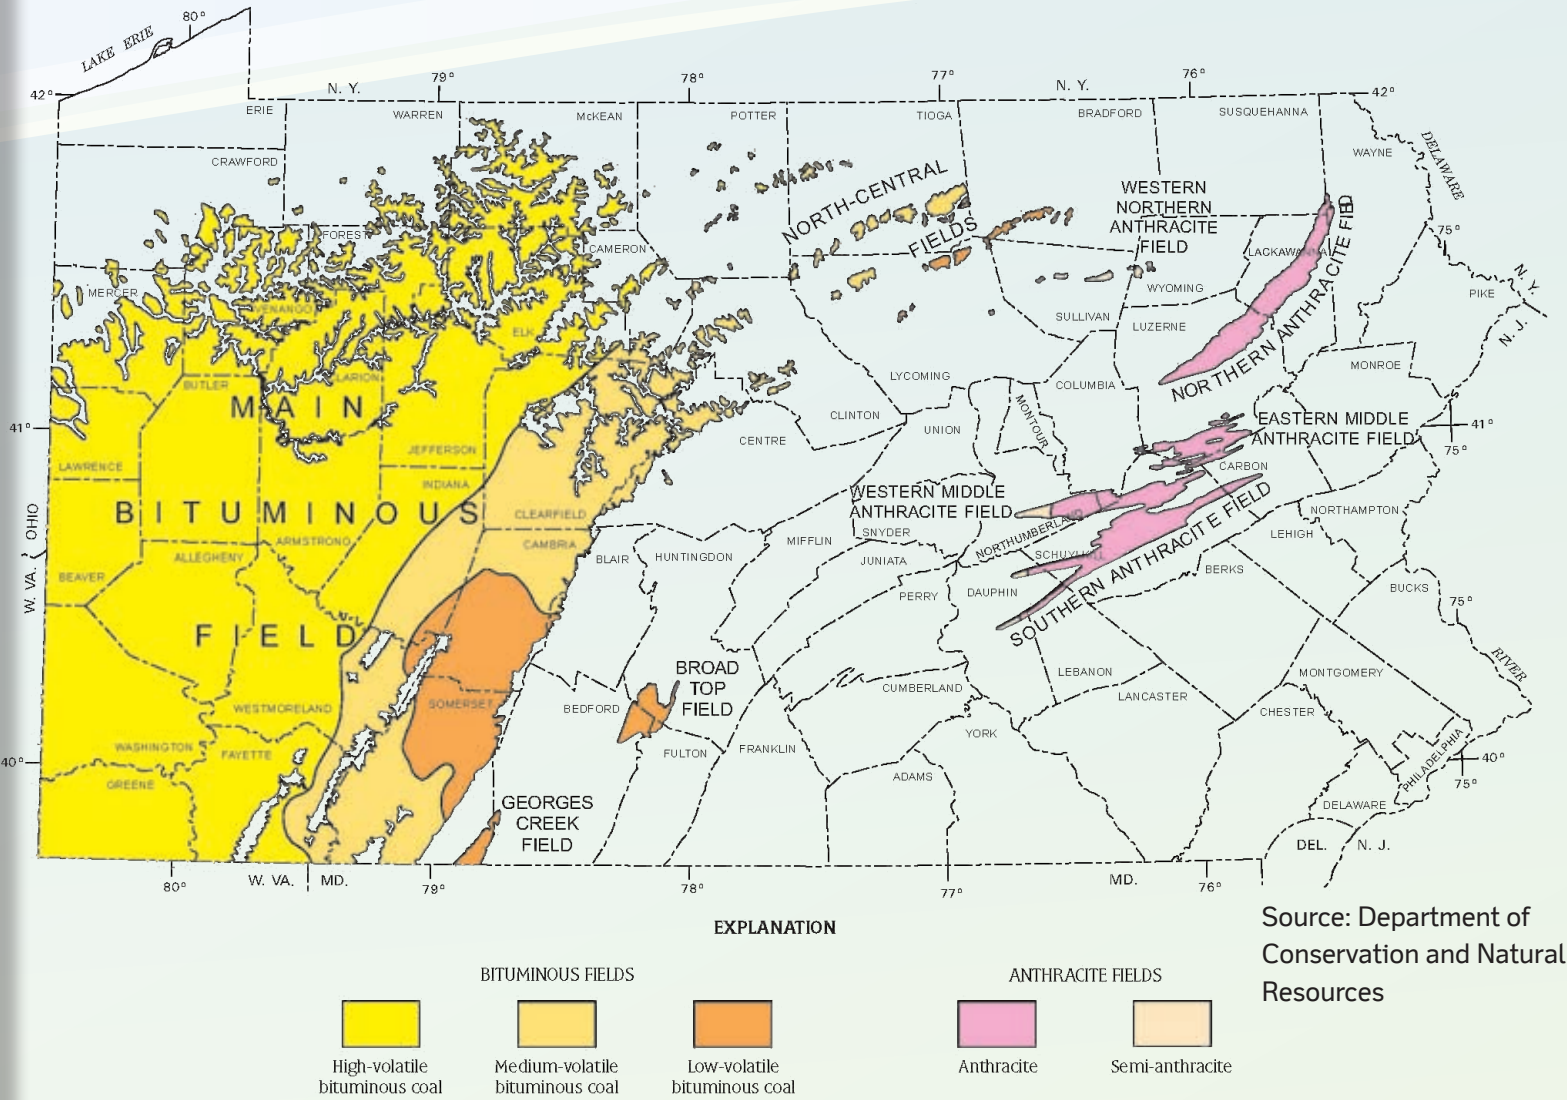 80°
LAKE ERIE
79°
78°
77°
76°
42°
N. Y.
N. Y.
42°
ERIE
WARREN
McKEAN
POTTER
TIOGA
BRADFORD
SUSQUEHANNA
WAYNE
DELAWARE
CRAWFORD
NORTH-CENTRAL
FIELDS
WESTERN
NORTHERN
ANTHRACITE
FIELD
FOREST
CAMERON
LACKAWANNA
75°
MERCER
VENANGO
ELK
WYOMING
SULLIVAN
LUZERNE
NORTHERN ANTHRACITE FIED
PIKE
N. Y.
N. J.
BUTLER
CLARION
LYCOMING
COLUMBIA
MONROE
MAIN
CLINTON
UNION
MONTOUR
EASTERN MIDDLE
ANTHRACITE FIELD
41°
41°
75°
CENTRE
JEFFERSON
LAWRENCE
CARBON
INDIANA
WESTERN MIDDLE
ANTHRACITE FIELD
BITUMINOUS
CLEARFIELD
NORTHAMPTON
OHIO
W. VA.
ALLEGHENY
ARMSTRONG
CAMBRIA
BLAIR
HUNTINGDON
MIFFLIN
SNYDER
NORTHUMBERLAND
LEHIGH
JUNIATA
SCHUYLKILL
BERKS
BEAVER
PERRY
DAUPHIN
SOUTHERN ANTHRACITE FIELD
BUCKS
75°
FIELD
BROAD
TOP
FIELD
LEBANON
MONTGOMERY
RIVER
CUMBERLAND
LANCASTER
WESTMORELAND
SOMERSET
BEDFORD
CHESTER
WASHINGTON
FAYETTE
FULTON
FRANKLIN
YORK
PHILADELPHIA
40°
40°
75°
GREENE
ADAMS
DELAWARE
GEORGES
CREEK
FIELD
DEL.
N. J.
80°
W. VA.
MD.
79°
78°
77°
MD.
76°
EXPLANATION
BITUMINOUS FIELDS
ANTHRACITE FIELDS
High-volatile
bituminous coal
Medium-volatile
bituminous coal
Low-volatile
bituminous coal
Anthracite
Semi-anthracite
Source: Department of
Conservation and Natural
Resources